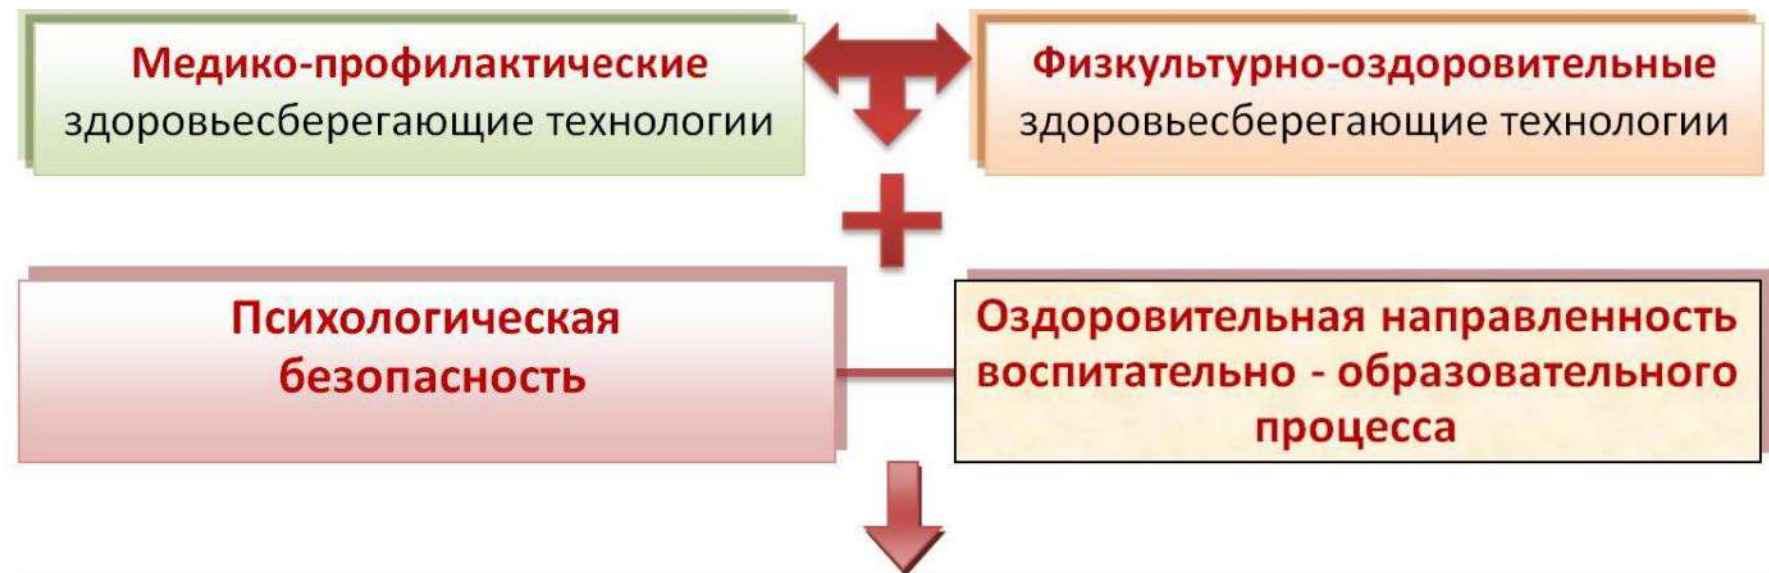 Медико-профилактические
здоровьесберегающие технологии
Физкультурно-оздоровительные
здоровьесберегающие технологии
Психологическая
безопасность
Оздоровительная направленность
воспитательно - образовательного
процесса